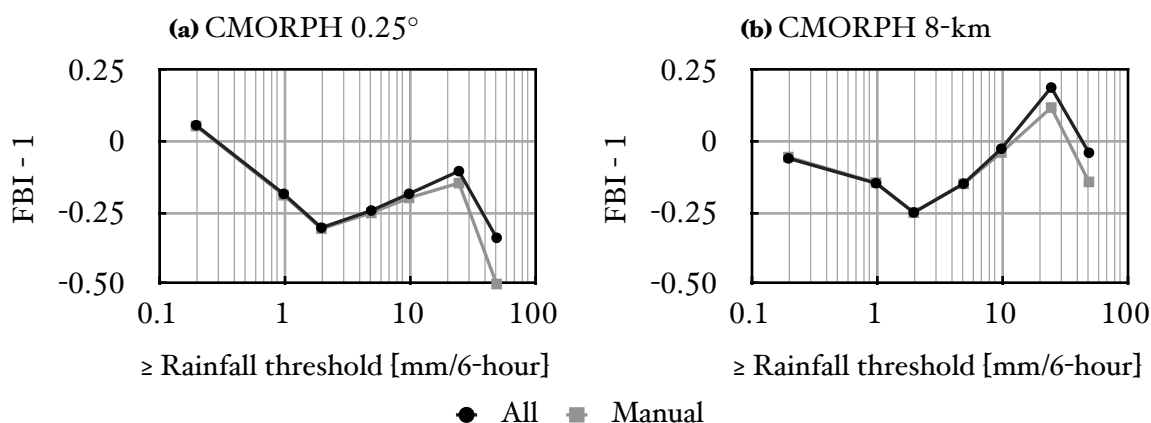 (a) CMORPH 0.25°
0.25
0
-0.25
-0.50
FBI - 1
0.1 1 10 100
≥ Rainfall threshold [mm/6-hour]
(b) CMORPH 8-km
0.25
0
-0.25
-0.50
FBI - 1
0.1 1 10 100
≥ Rainfall threshold [mm/6-hour]
All Manual